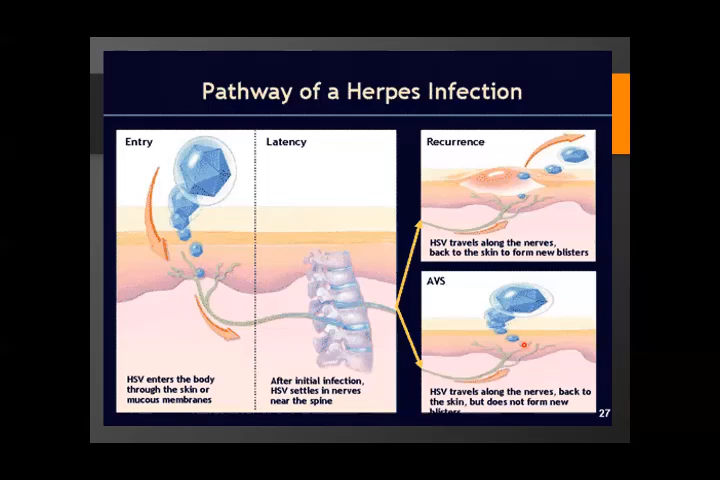 Pathway of a Herpes Infection
Entry
HSV enters the body
through the skin or
mucous membranes
Latency
After initial infection,
HSV settles in nerves
near the spine
Recurrence
HSV travels along the nerves,
back to the skin to form new blisters
AVS
HSV travels along the nerves, back to
the skin, but does not form new
blisters
27